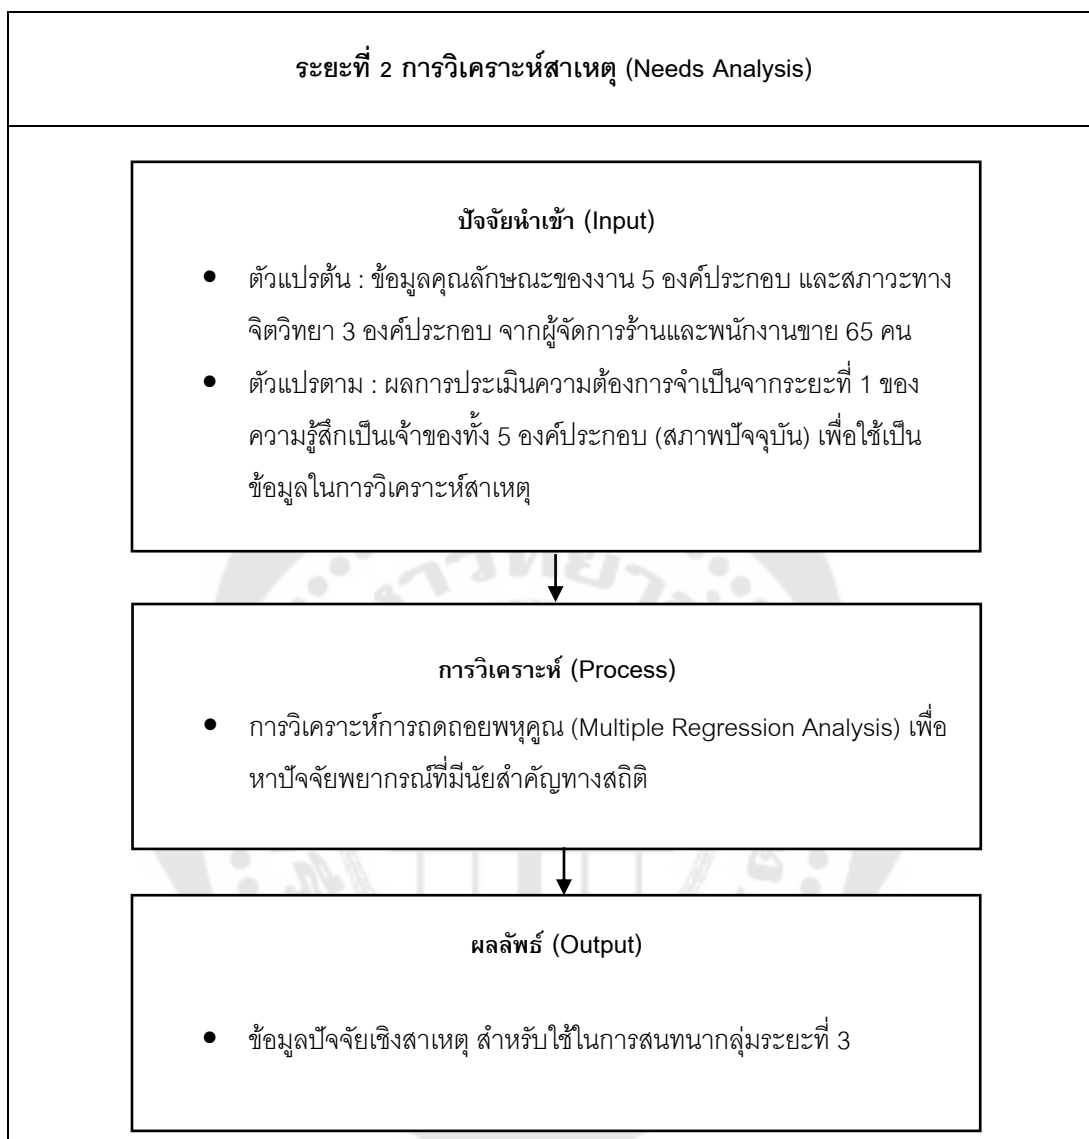 ระยะที่ 2 การวิเคราะห์สาเหตุ (Needs Analysis)
ปัจจัยนำเข้า (Input)
● ตัวแปรต้น : ข้อมูลคุณลักษณะของงาน 5 องค์ประกอบ และสภาวะทาง
จิตวิทยา 3 องค์ประกอบ จากผู้จัดการร้านและพนักงานขาย 65 คน
● ตัวแปรตาม : ผลการประเมินความต้องการจำเป็นจากระยะที่ 1 ของ
ความรู้สึกเป็นเจ้าของทั้ง 5 องค์ประกอบ (สภาพปัจจุบัน) เพื่อใช้เป็น
ข้อมูลในการวิเคราะห์สาเหตุ
การวิเคราะห์ (Process)
● การวิเคราะห์การถดถอยพหุคูณ (Multiple Regression Analysis) เพื่อ
หาปัจจัยพยากรณ์ที่มีนัยสำคัญทางสถิติ
ผลลัพธ์ (Output)
● ข้อมูลปัจจัยเชิงสาเหตุ สำหรับใช้ในการสนทนากลุ่มระยะที่ 3